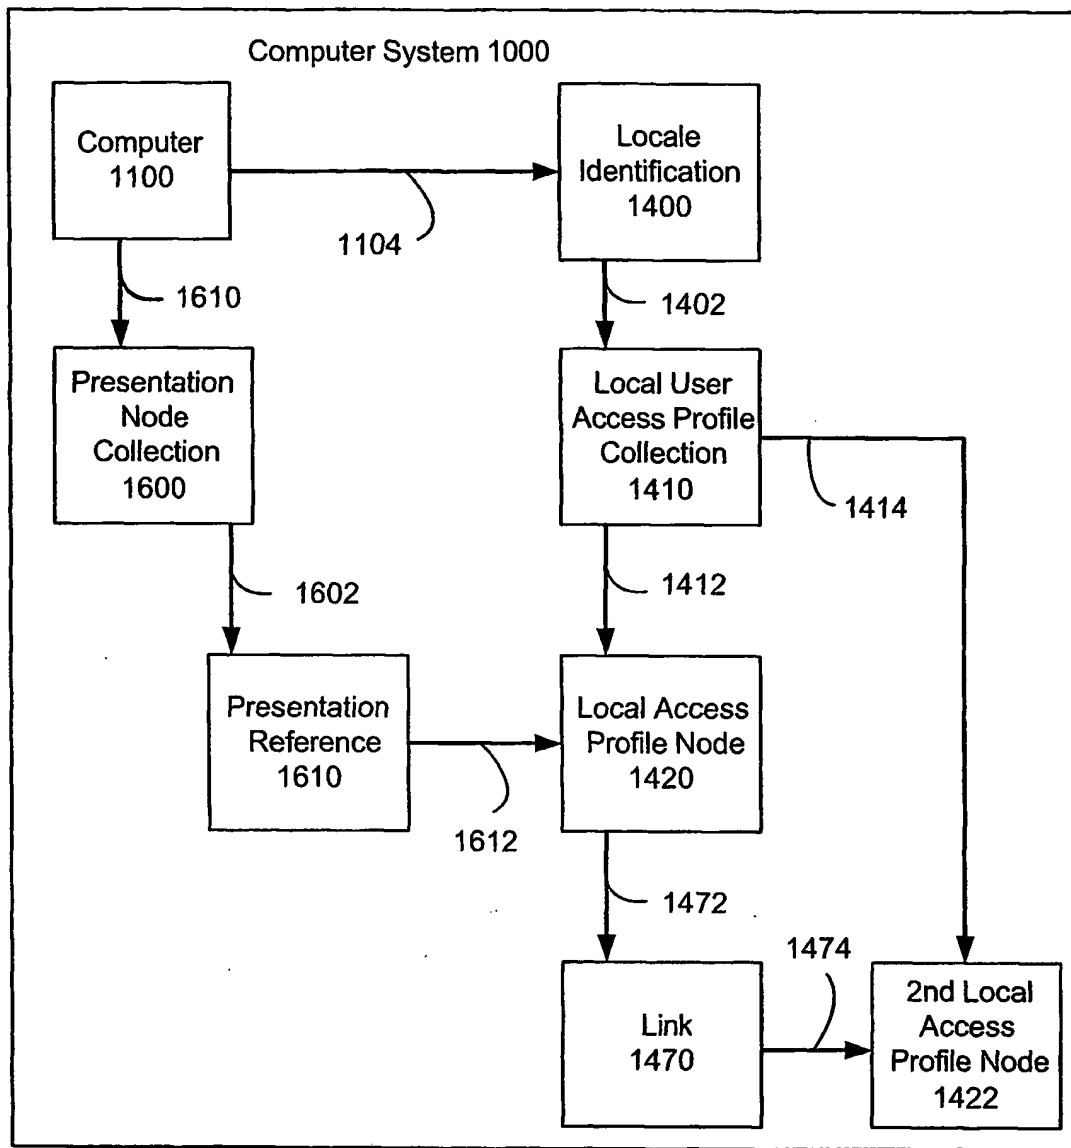 Computer System 1000
Computer
1100
Locale
Identification
1400
1104
1610
1402
Presentation
Node
Collection
1600
Local User
Access Profile
Collection
1410
1414
1602
1412
Presentation
Reference
1610
Local Access
Profile Node
1420
1612
1472
1474
Link
1470
2nd Local
Access
Profile Node
1422